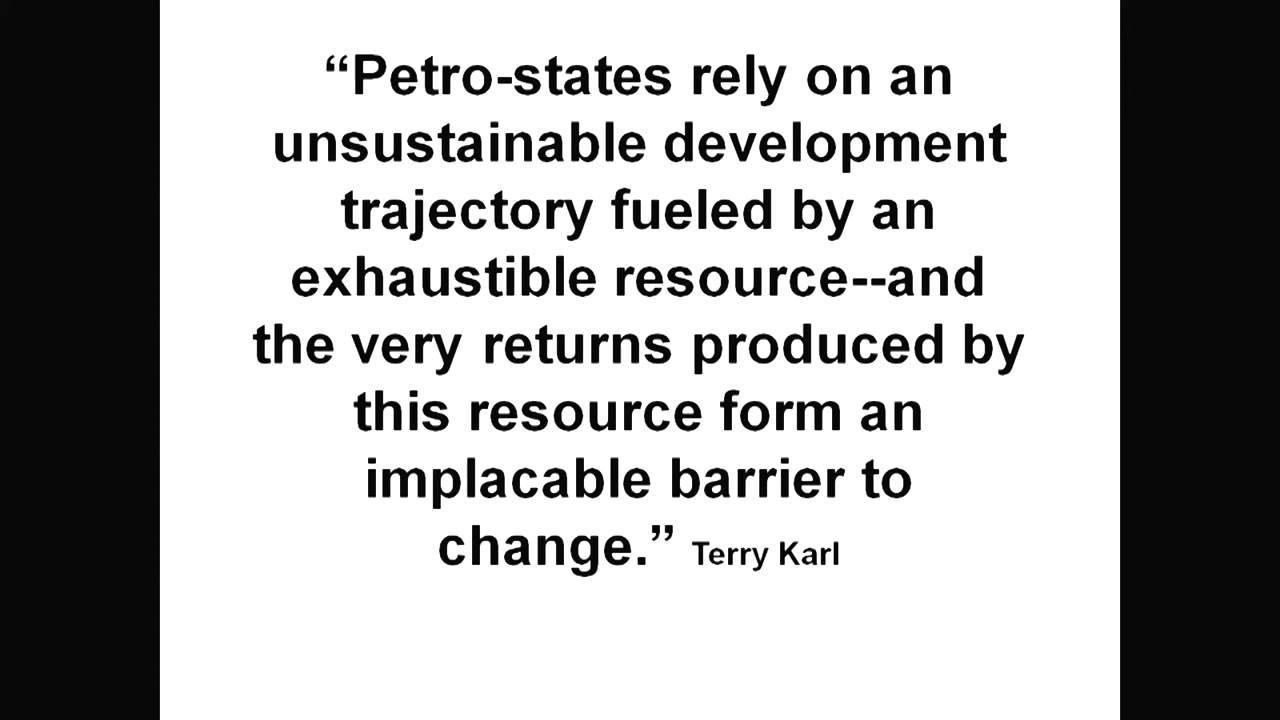 “Petro-states rely on an
unsustainable development
trajectory fueled by an
exhaustible resource--and
the very returns produced by
this resource form an
implacable barrier to
change.” Terry Karl